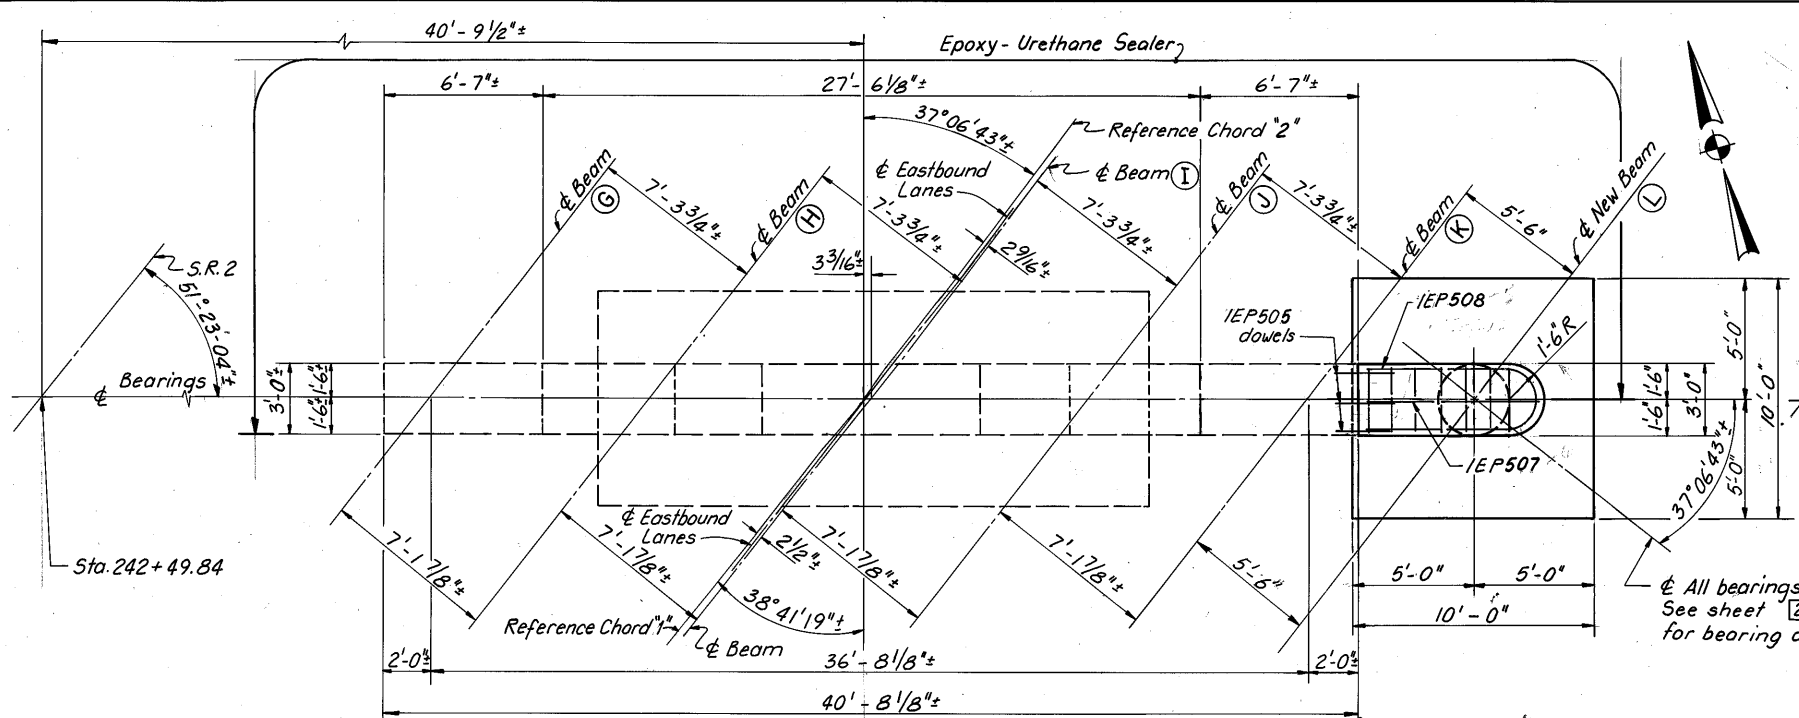 40'-9 1/2"±
Epoxy-Urethane Sealer
6'-7"±
27'-6 1/8"±
6'-7"±
37°06'43"±
Reference Chord "2"
℄ Eastbound
Lanes
℄ Beam I
℄ Beam
G
7'-3 3/4"±
℄ Beam
H
7'-3 3/4"±
7'-3 3/4"±
℄ Beam
J
7'-3 3/4"±
℄ Beam
K
5'-6"
℄ New Beam
L
3 3/16"±
2 9/16"±
S.R.2
51°-23'-04"±
IEP505
dowels
IEP508
1'-6" R
5'-0"
10'-0"
℄ Bearings
3'-0"±
1'-6"±
1'-6"±
1'-6"
1'-6"
3'-0"
IEP507
37°06'43"±
5'-0"
Sta. 242+49.84
7'-1 7/8"±
7'-1 7/8"±
℄ Eastbound
Lanes
2 1/2"±
7'-1 7/8"±
7'-1 7/8"±
5'-6"
38°41'19"±
Reference Chord "1"
℄ Beam
5'-0"
5'-0"
10'-0"
℄ All bearings
See sheet
for bearing
2'-0"±
36'-8 1/8"±
2'-0"±
40'-8 1/8"±